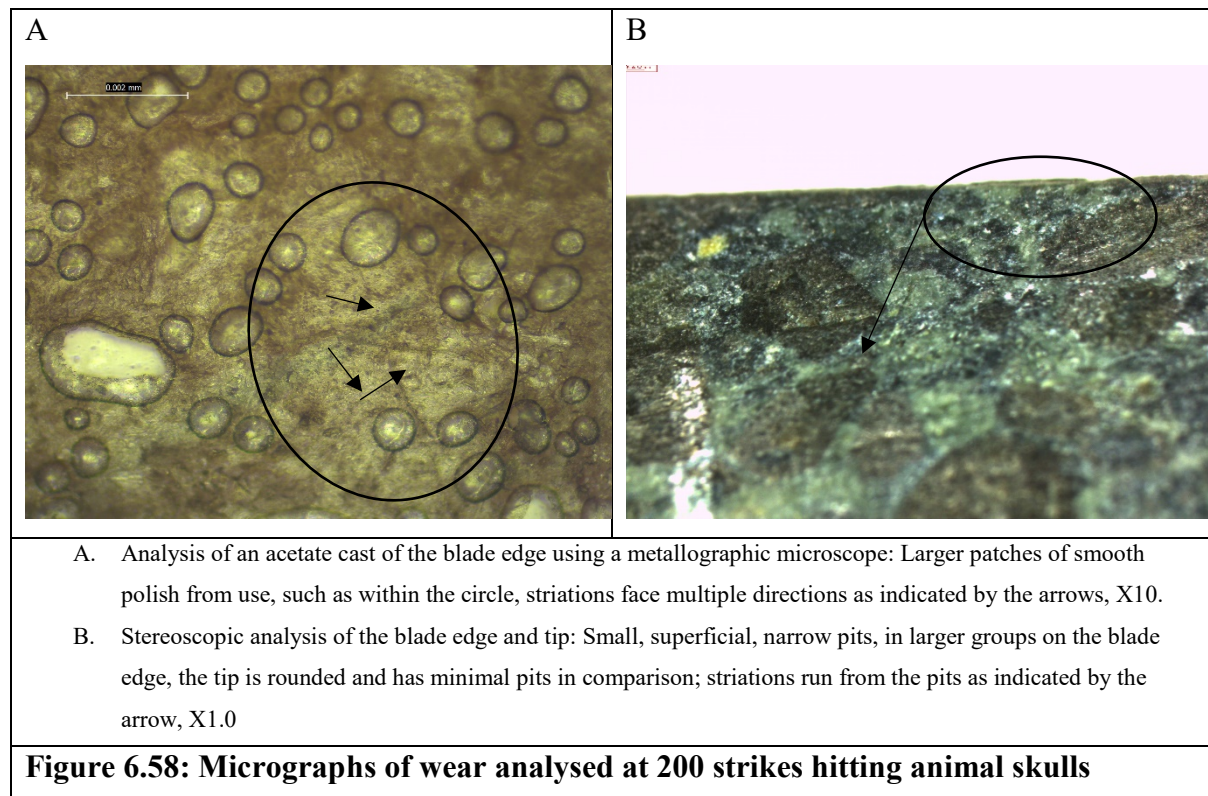 A
B
0.002 mm
A. Analysis of an acetate cast of the blade edge using a metallographic microscope: Larger patches of smooth
polish from use, such as within the circle, striations face multiple directions as indicated by the arrows, X10.
B. Stereoscopic analysis of the blade edge and tip: Small, superficial, narrow pits, in larger groups on the blade
edge, the tip is rounded and has minimal pits in comparison; striations run from the pits as indicated by the
arrow, X1.0
Figure 6.58: Micrographs of wear analysed at 200 strikes hitting animal skulls